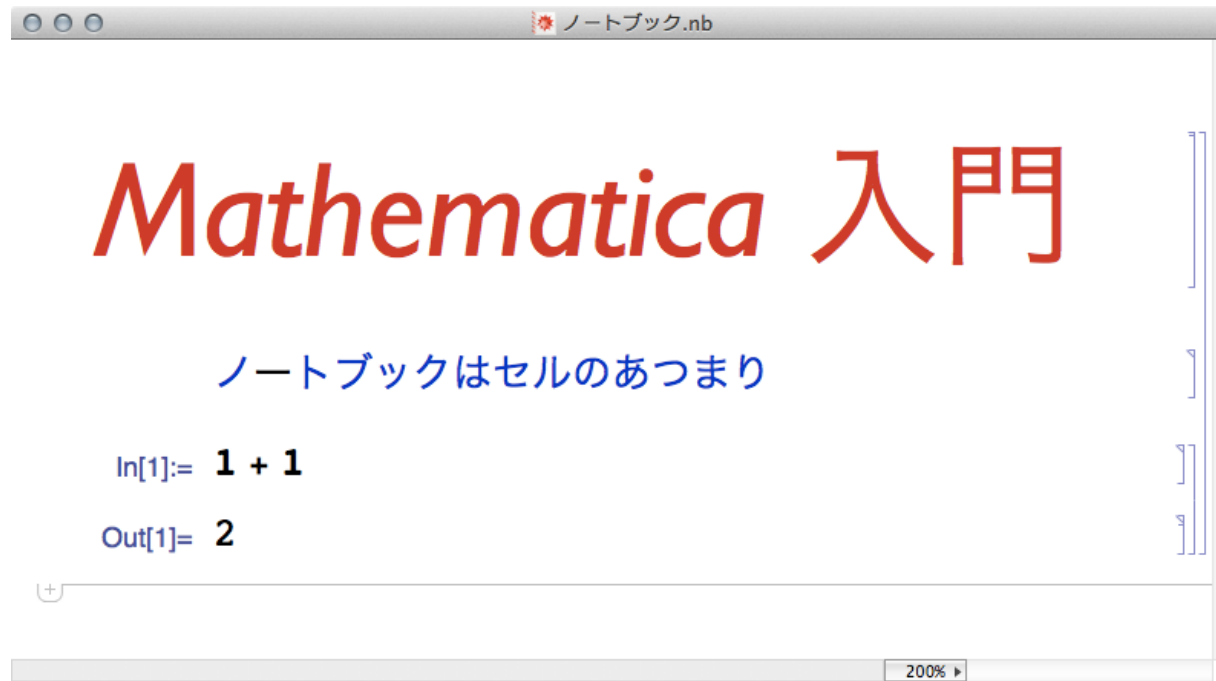 ノートブック.nb
Mathematica 入門
ノートブックはセルのあつまり
In[1]:= 1 + 1
Out[1]= 2
200%